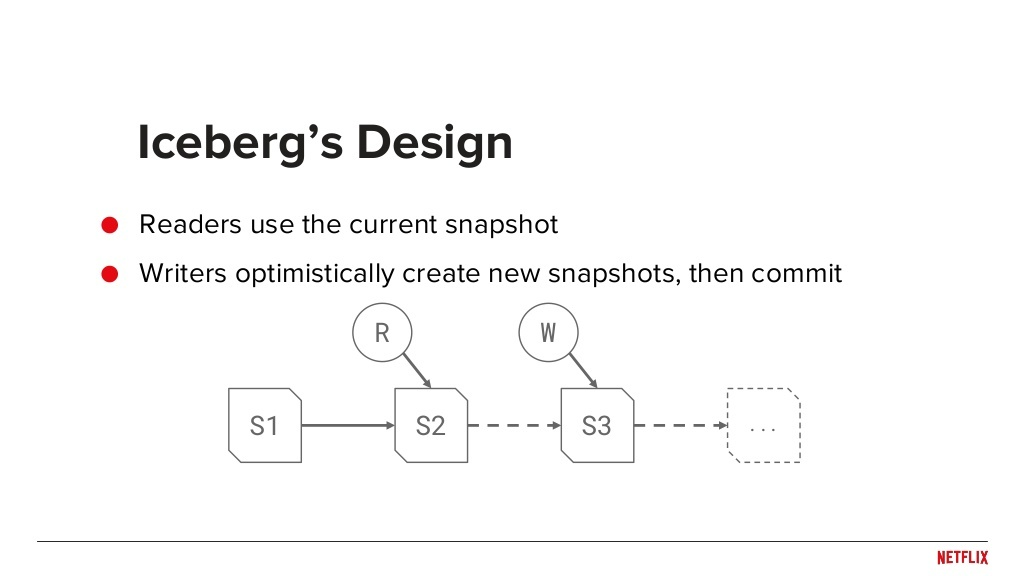 Iceberg’s Design
● Readers use the current snapshot
● Writers optimistically create new snapshots, then commit
R W
S1 S2 S3 ...
NETFLIX